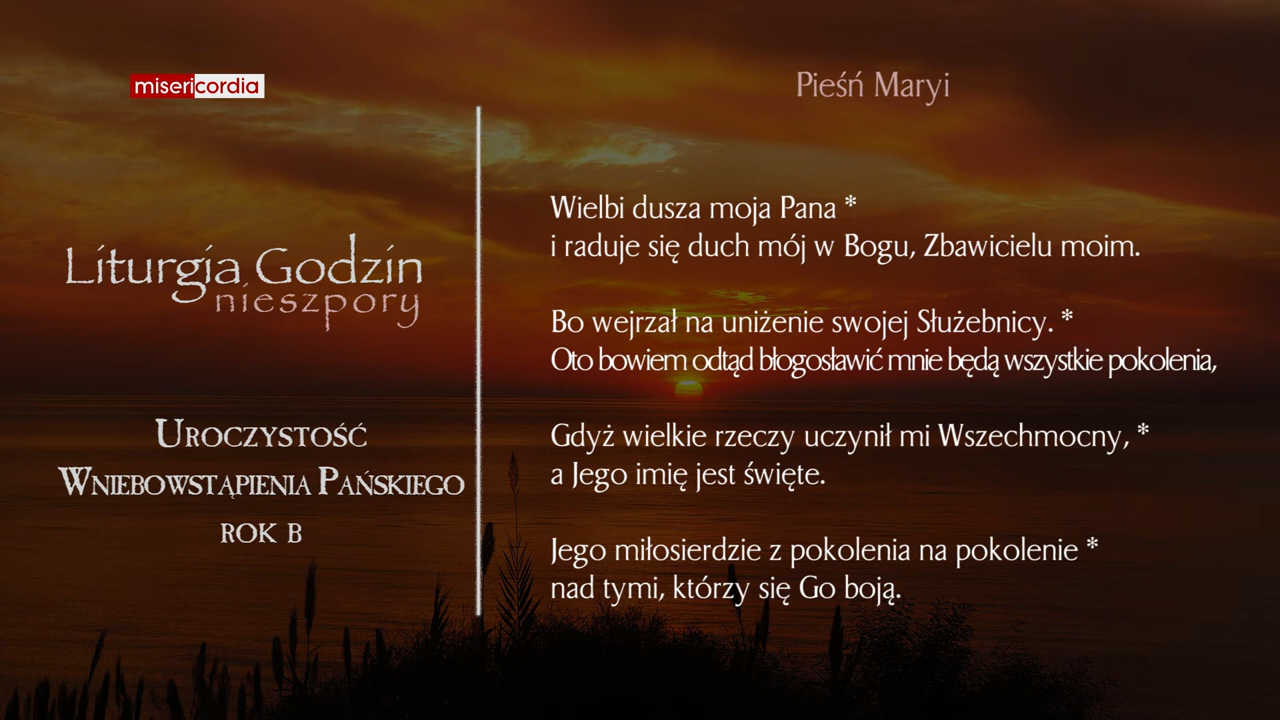 misericordia
Pieśń Maryi
Liturgia Godzin
nieszpory
Uroczystość
Wniebowstąpienia Pańskiego
rok B
Wielbi dusza moja Pana *
i raduje się duch mój w Bogu, Zbawicielu moim.
Bo wejrzał na uniżenie swojej Służebnicy. *
Oto bowiem odtąd błogosławić mnie będą wszystkie pokolenia,
Gdyż wielkie rzeczy uczynił mi Wszechmocny, *
a Jego imię jest święte.
Jego miłosierdzie z pokolenia na pokolenie *
nad tymi, którzy się Go boją.